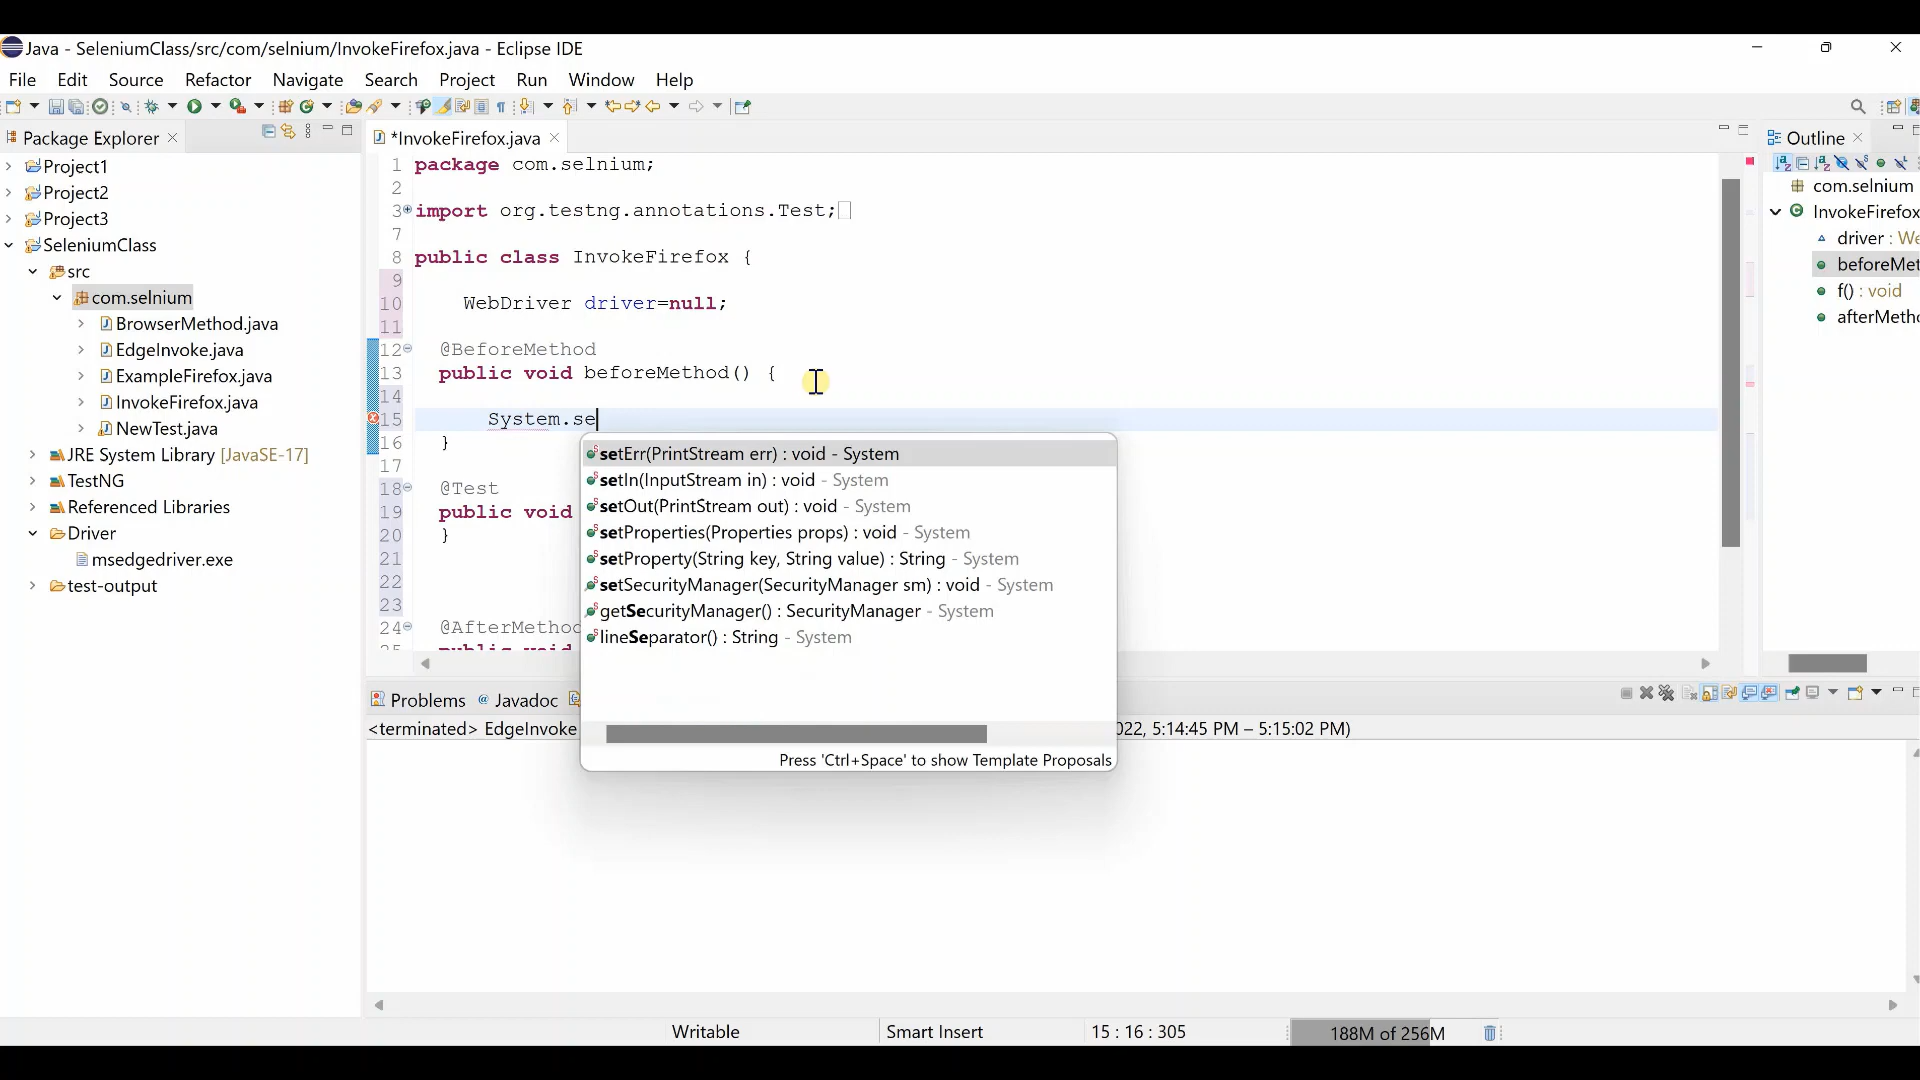 Java - SeleniumClass/src/com/selnium/InvokeFirefox.java - Eclipse IDE
File Edit Source Refactor Navigate Search Project Run Window Help
Package Explorer
Project1
Project2
Project3
SeleniumClass
src
com.selnium
BrowserMethod.java
EdgeInvoke.java
ExampleFirefox.java
InvokeFirefox.java
NewTest.java
JRE System Library [JavaSE-17]
TestNG
Referenced Libraries
Driver
msedgedriver.exe
test-output
*InvokeFirefox.java
1 package com.selnium;
2
3 import org.testng.annotations.Test;
7
8 public class InvokeFirefox {
9
10 WebDriver driver=null;
11
12 @BeforeMethod
13 public void beforeMethod() {
14
15 System.se
16 }
17
18 @Test
19 public void
20 }
21
22
23
24 @AfterMethod
25 public void
setErr(PrintStream err) : void - System
setIn(InputStream in) : void - System
setOut(PrintStream out) : void - System
setProperties(Properties props) : void - System
setProperty(String key, String value) : String - System
setSecurityManager(SecurityManager sm) : void - System
getSecurityManager() : SecurityManager - System
lineSeparator() : String - System
Press 'Ctrl+Space' to show Template Proposals
Outline
com.selnium
InvokeFirefox
driver : We
beforeMet
f() : void
afterMetho
Problems Javadoc
<terminated> EdgeInvoke 022, 5:14:45 PM – 5:15:02 PM)
Writable Smart Insert 15 : 16 : 305 188M of 256M